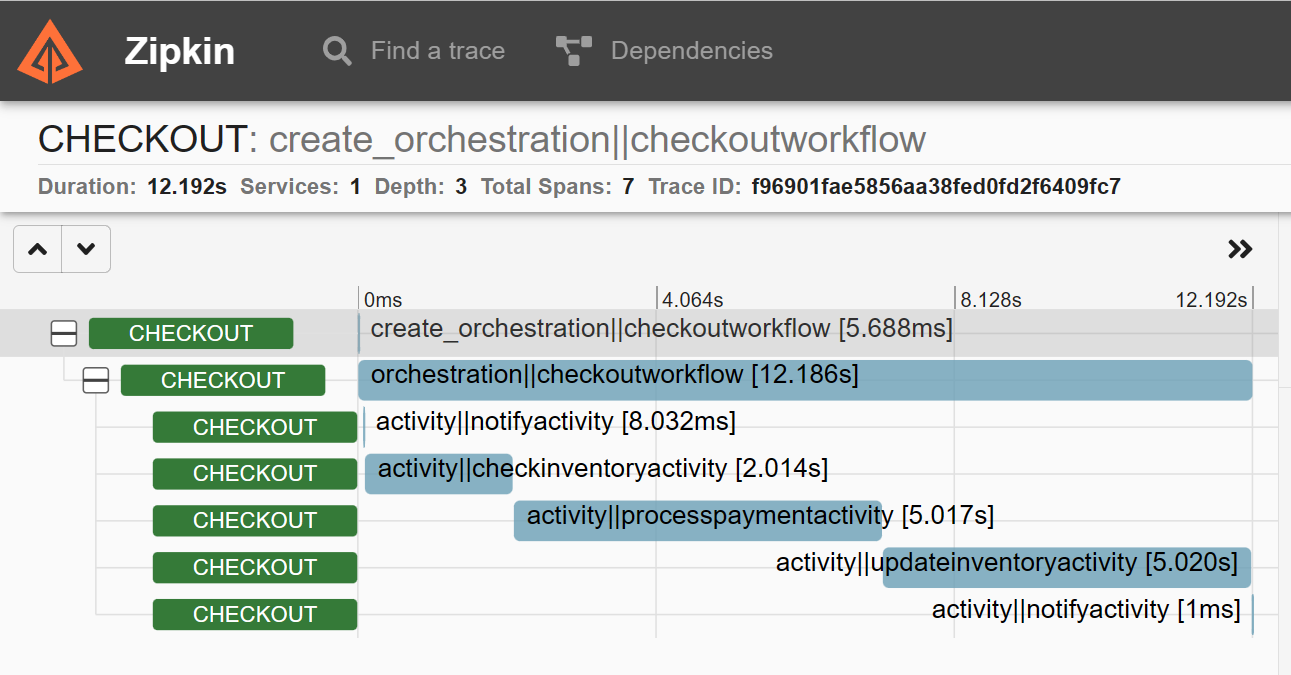 Zipkin Find a trace Dependencies
CHECKOUT: create_orchestration||checkoutworkflow
Duration: 12.192s Services: 1 Depth: 3 Total Spans: 7 Trace ID: f96901fae5856aa38fed0fd2f6409fc7
0ms 4.064s 8.128s 12.192s
CHECKOUT create_orchestration||checkoutworkflow [5.688ms]
CHECKOUT orchestration||checkoutworkflow [12.186s]
CHECKOUT activity||notifyactivity [8.032ms]
CHECKOUT activity||checkinventoryactivity [2.014s]
CHECKOUT activity||processpaymentactivity [5.017s]
CHECKOUT activity||updateinventoryactivity [5.020s]
CHECKOUT activity||notifyactivity [1ms]